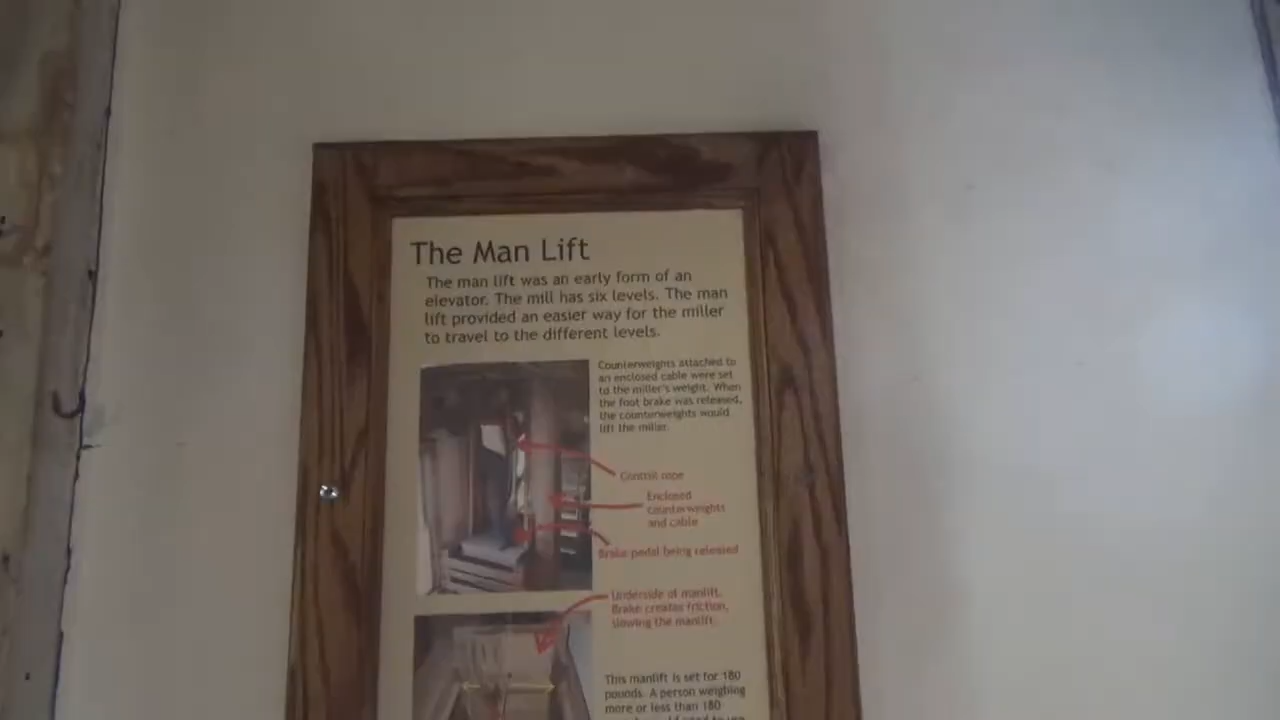 The Man Lift
The man lift was an early form of an
elevator. The mill has six levels. The man
lift provided an easier way for the miller
to travel to the different levels.
Counterweights attached to
an enclosed cable were set
to the miller's weight. When
the foot brake was released,
the counterweights would
lift the miller.
Control rope
Enclosed
counterweights
and cable
Brake pedal being released
Underside of manlift.
Brake creates friction,
slowing the manlift.
This manlift is set for 180
pounds. A person weighing
more or less than 180